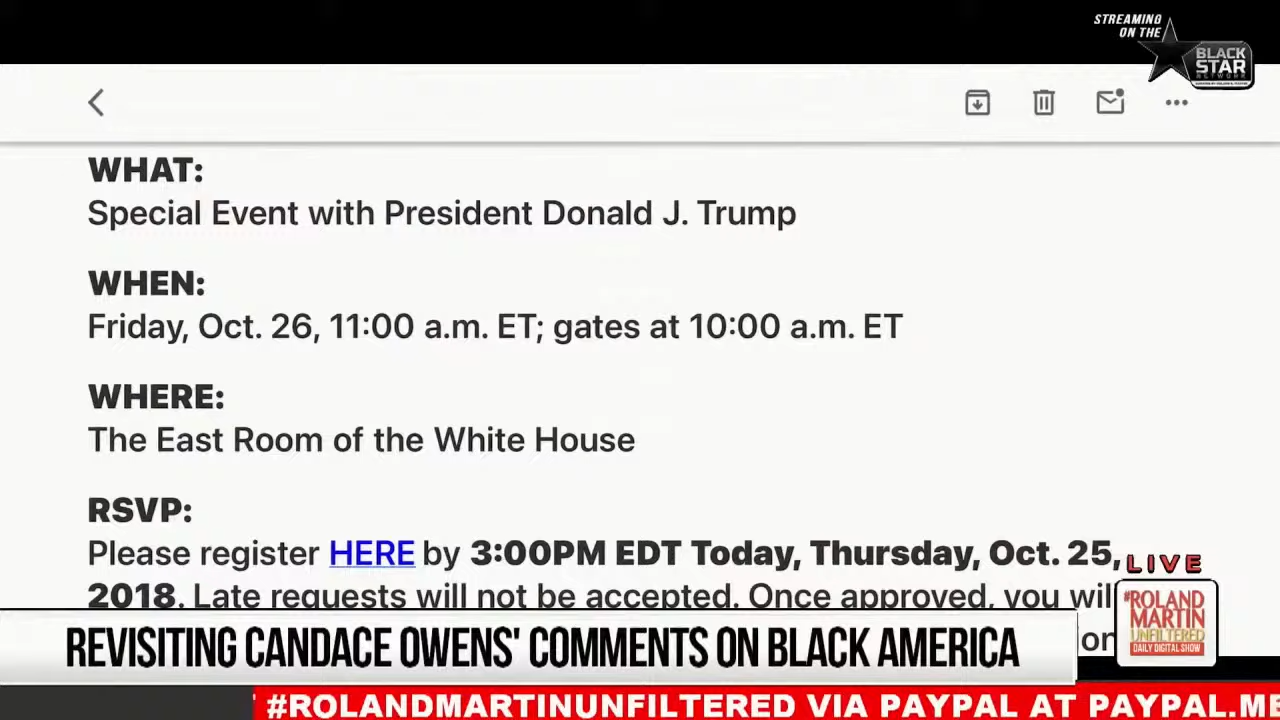 STREAMING
ON THE
BLACK
STAR
NETWORK
WHAT:
Special Event with President Donald J. Trump
WHEN:
Friday, Oct. 26, 11:00 a.m. ET; gates at 10:00 a.m. ET
WHERE:
The East Room of the White House
RSVP:
Please register HERE by 3:00PM EDT Today, Thursday, Oct. 25,
2018. Late requests will not be accepted. Once approved, you will
LIVE
#ROLAND
MARTIN
UNFILTERED
DAILY DIGITAL SHOW
REVISITING CANDACE OWENS' COMMENTS ON BLACK AMERICA
#ROLANDMARTINUNFILTERED VIA PAYPAL AT PAYPAL.ME